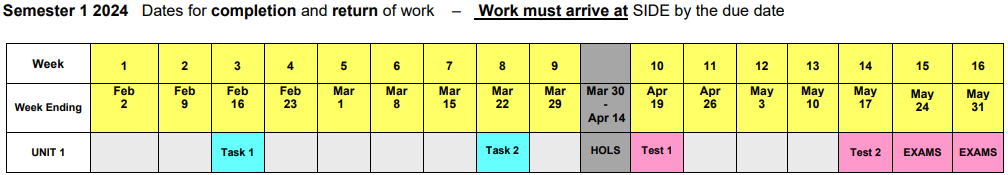 Semester 1 2024 Dates for completion and return of work – Work must arrive at SIDE by the due date
Week 1 2 3 4 5 6 7 8 9 10 11 12 13 14 15 16
Week Ending Feb 2 Feb 9 Feb 16 Feb 23 Mar 1 Mar 8 Mar 15 Mar 22 Mar 29 Mar 30 - Apr 14 Apr 19 Apr 26 May 3 May 10 May 17 May 24 May 31
UNIT 1 Task 1 Task 2 HOLS Test 1 Test 2 EXAMS EXAMS